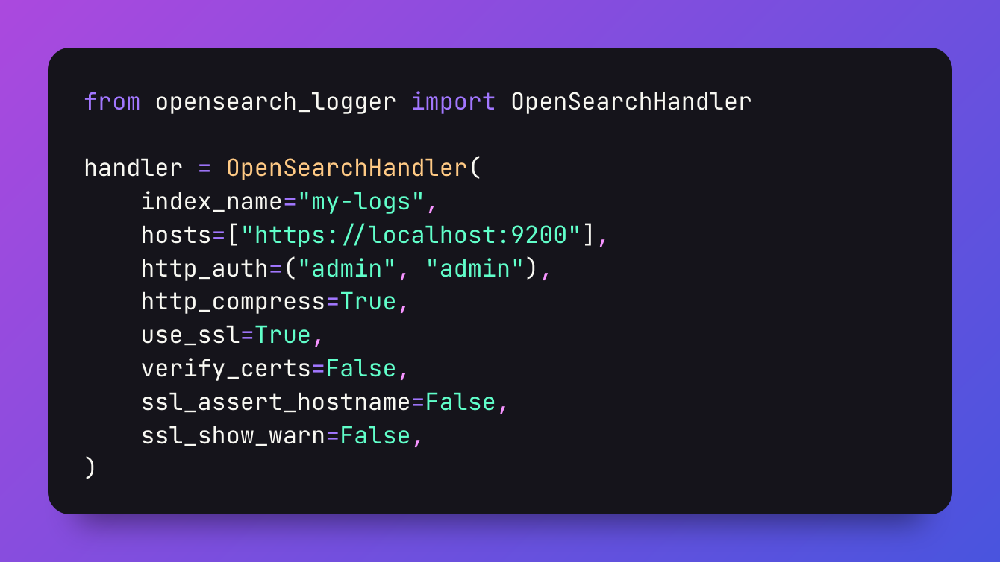 from opensearch_logger import OpenSearchHandler

handler = OpenSearchHandler(
    index_name="my-logs",
    hosts=["https://localhost:9200"],
    http_auth=("admin", "admin"),
    http_compress=True,
    use_ssl=True,
    verify_certs=False,
    ssl_assert_hostname=False,
    ssl_show_warn=False,
)